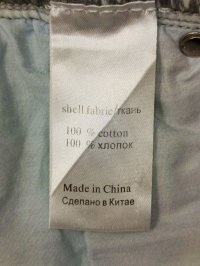 shell fabric/ткань
100 % cotton
100 % хлопок
Made in China
Сделано в Китае